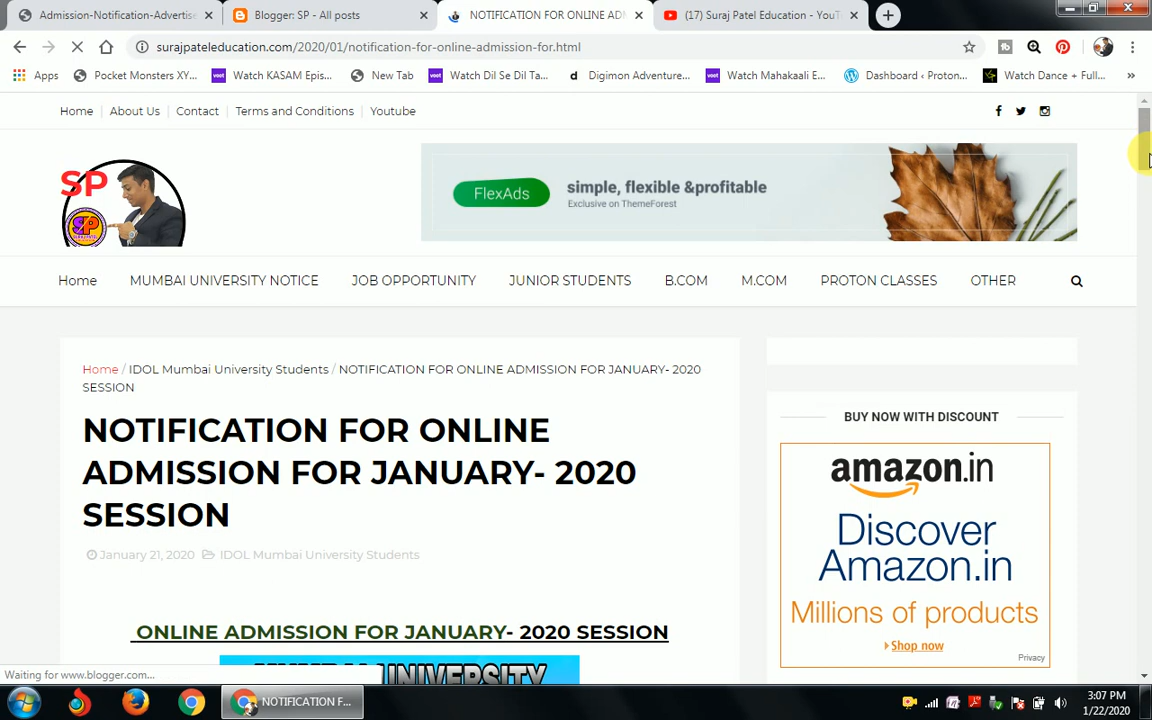 Admission-Notification-Advertise
Blogger: SP - All posts
NOTIFICATION FOR ONLINE ADM
(17) Suraj Patel Education - YouT
surajpateleducation.com/2020/01/notification-for-online-admission-for.html
Apps
Pocket Monsters XY...
Watch KASAM Epis...
New Tab
Watch Dil Se Dil Ta...
Digimon Adventure...
Watch Mahakaali E...
Dashboard ‹ Proton...
Watch Dance + Full...
Home
About Us
Contact
Terms and Conditions
Youtube
SP
SP
FlexAds
simple, flexible &profitable
Exclusive on ThemeForest
Home
MUMBAI UNIVERSITY NOTICE
JOB OPPORTUNITY
JUNIOR STUDENTS
B.COM
M.COM
PROTON CLASSES
OTHER
Home / IDOL Mumbai University Students / NOTIFICATION FOR ONLINE ADMISSION FOR JANUARY- 2020
SESSION
NOTIFICATION FOR ONLINE
ADMISSION FOR JANUARY- 2020
SESSION
January 21, 2020
IDOL Mumbai University Students
ONLINE ADMISSION FOR JANUARY- 2020 SESSION
MUMBAI UNIVERSITY
BUY NOW WITH DISCOUNT
amazon.in
Discover
Amazon.in
Millions of products
Shop now
Privacy
Waiting for www.blogger.com...
NOTIFICATION F...
3:07 PM
1/22/2020